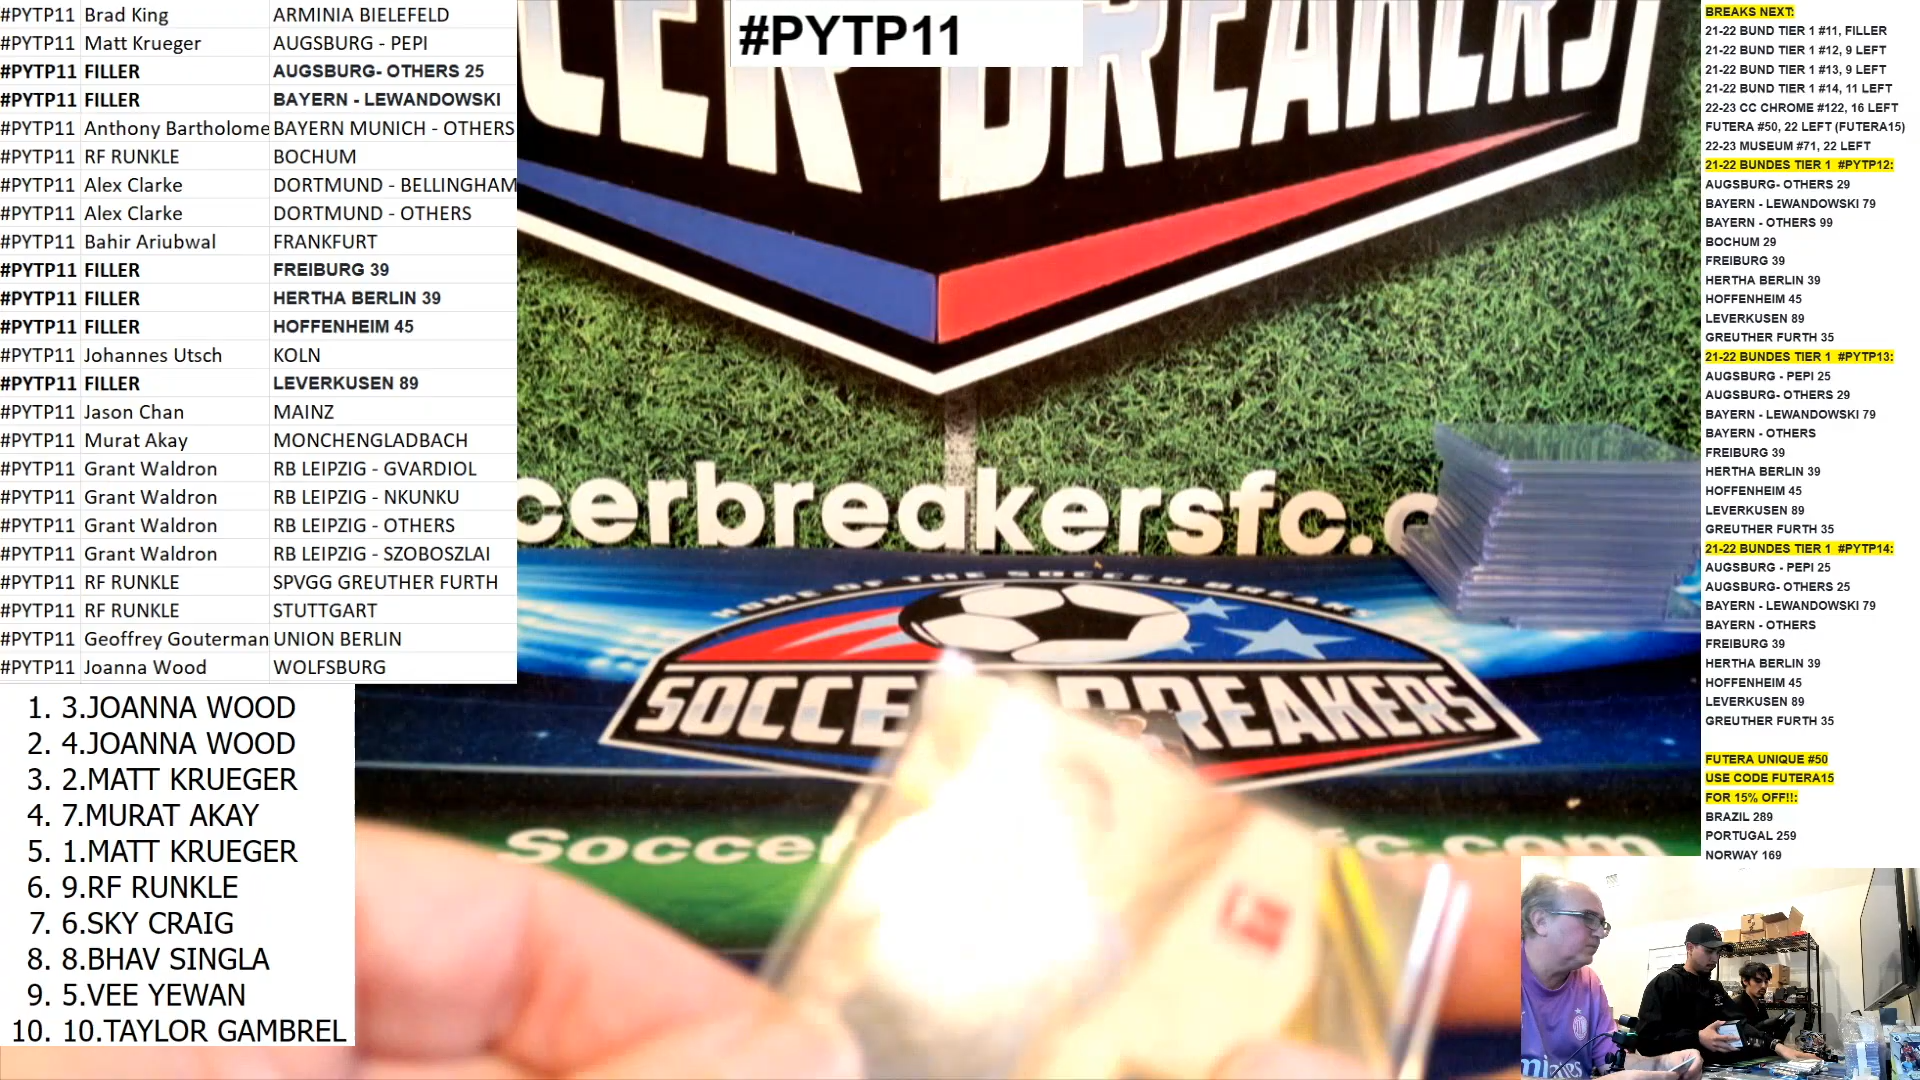 #PYTP11 Brad King ARMINIA BIELEFELD
#PYTP11 Matt Krueger AUGSBURG - PEPI
#PYTP11 FILLER AUGSBURG- OTHERS 25
#PYTP11 FILLER BAYERN - LEWANDOWSKI
#PYTP11 Anthony Bartholome BAYERN MUNICH - OTHERS
#PYTP11 RF RUNKLE BOCHUM
#PYTP11 Alex Clarke DORTMUND - BELLINGHAM
#PYTP11 Alex Clarke DORTMUND - OTHERS
#PYTP11 Bahir Ariubwal FRANKFURT
#PYTP11 FILLER FREIBURG 39
#PYTP11 FILLER HERTHA BERLIN 39
#PYTP11 FILLER HOFFENHEIM 45
#PYTP11 Johannes Utsch KOLN
#PYTP11 FILLER LEVERKUSEN 89
#PYTP11 Jason Chan MAINZ
#PYTP11 Murat Akay MONCHENGLADBACH
#PYTP11 Grant Waldron RB LEIPZIG - GVARDIOL
#PYTP11 Grant Waldron RB LEIPZIG - NKUNKU
#PYTP11 Grant Waldron RB LEIPZIG - OTHERS
#PYTP11 Grant Waldron RB LEIPZIG - SZOBOSZLAI
#PYTP11 RF RUNKLE SPVGG GREUTHER FURTH
#PYTP11 RF RUNKLE STUTTGART
#PYTP11 Geoffrey Gouterman UNION BERLIN
#PYTP11 Joanna Wood WOLFSBURG
1. 3.JOANNA WOOD
2. 4.JOANNA WOOD
3. 2.MATT KRUEGER
4. 7.MURAT AKAY
5. 1.MATT KRUEGER
6. 9.RF RUNKLE
7. 6.SKY CRAIG
8. 8.BHAV SINGLA
9. 5.VEE YEWAN
10. 10.TAYLOR GAMBREL
#PYTP11
CER BREAKERS
cerbreakersfc.c
HOME OF THE SOCCER BREAK
SOCCE BREAKERS
Soccer fc.com
BREAKS NEXT:
21-22 BUND TIER 1 #11, FILLER
21-22 BUND TIER 1 #12, 9 LEFT
21-22 BUND TIER 1 #13, 9 LEFT
21-22 BUND TIER 1 #14, 11 LEFT
22-23 CC CHROME #122, 16 LEFT
FUTERA #50, 22 LEFT (FUTERA15)
22-23 MUSEUM #71, 22 LEFT
21-22 BUNDES TIER 1 #PYTP12:
AUGSBURG- OTHERS 29
BAYERN - LEWANDOWSKI 79
BAYERN - OTHERS 99
BOCHUM 29
FREIBURG 39
HERTHA BERLIN 39
HOFFENHEIM 45
LEVERKUSEN 89
GREUTHER FURTH 35
21-22 BUNDES TIER 1 #PYTP13:
AUGSBURG - PEPI 25
AUGSBURG- OTHERS 29
BAYERN - LEWANDOWSKI 79
BAYERN - OTHERS
FREIBURG 39
HERTHA BERLIN 39
HOFFENHEIM 45
LEVERKUSEN 89
GREUTHER FURTH 35
21-22 BUNDES TIER 1 #PYTP14:
AUGSBURG - PEPI 25
AUGSBURG- OTHERS 25
BAYERN - LEWANDOWSKI 79
BAYERN - OTHERS
FREIBURG 39
HERTHA BERLIN 39
HOFFENHEIM 45
LEVERKUSEN 89
GREUTHER FURTH 35
FUTERA UNIQUE #50
USE CODE FUTERA15
FOR 15% OFF!!:
BRAZIL 289
PORTUGAL 259
NORWAY 169